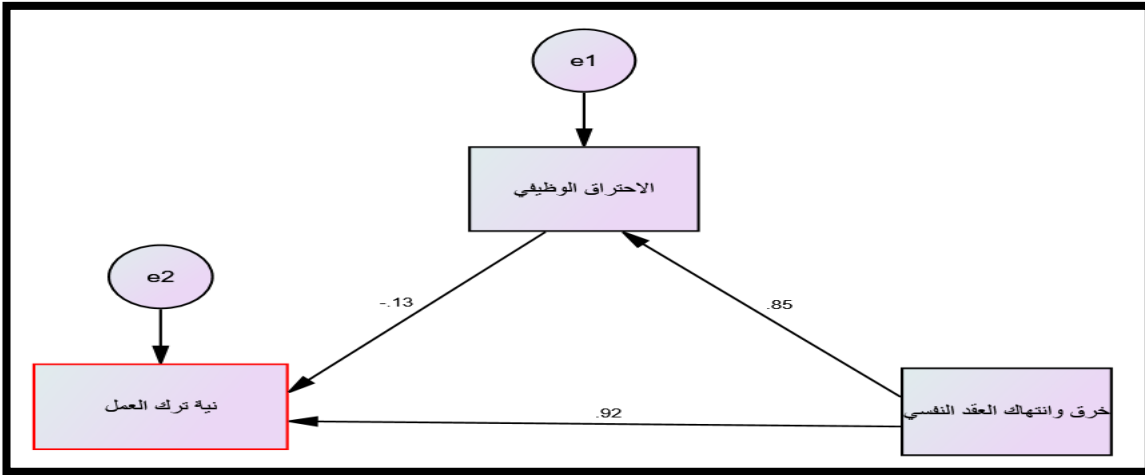 e1
الاحتراق الوظيفي
e2
-.13
.85
نية ترك العمل
.92
خرق وانتهاك العقد النفسي